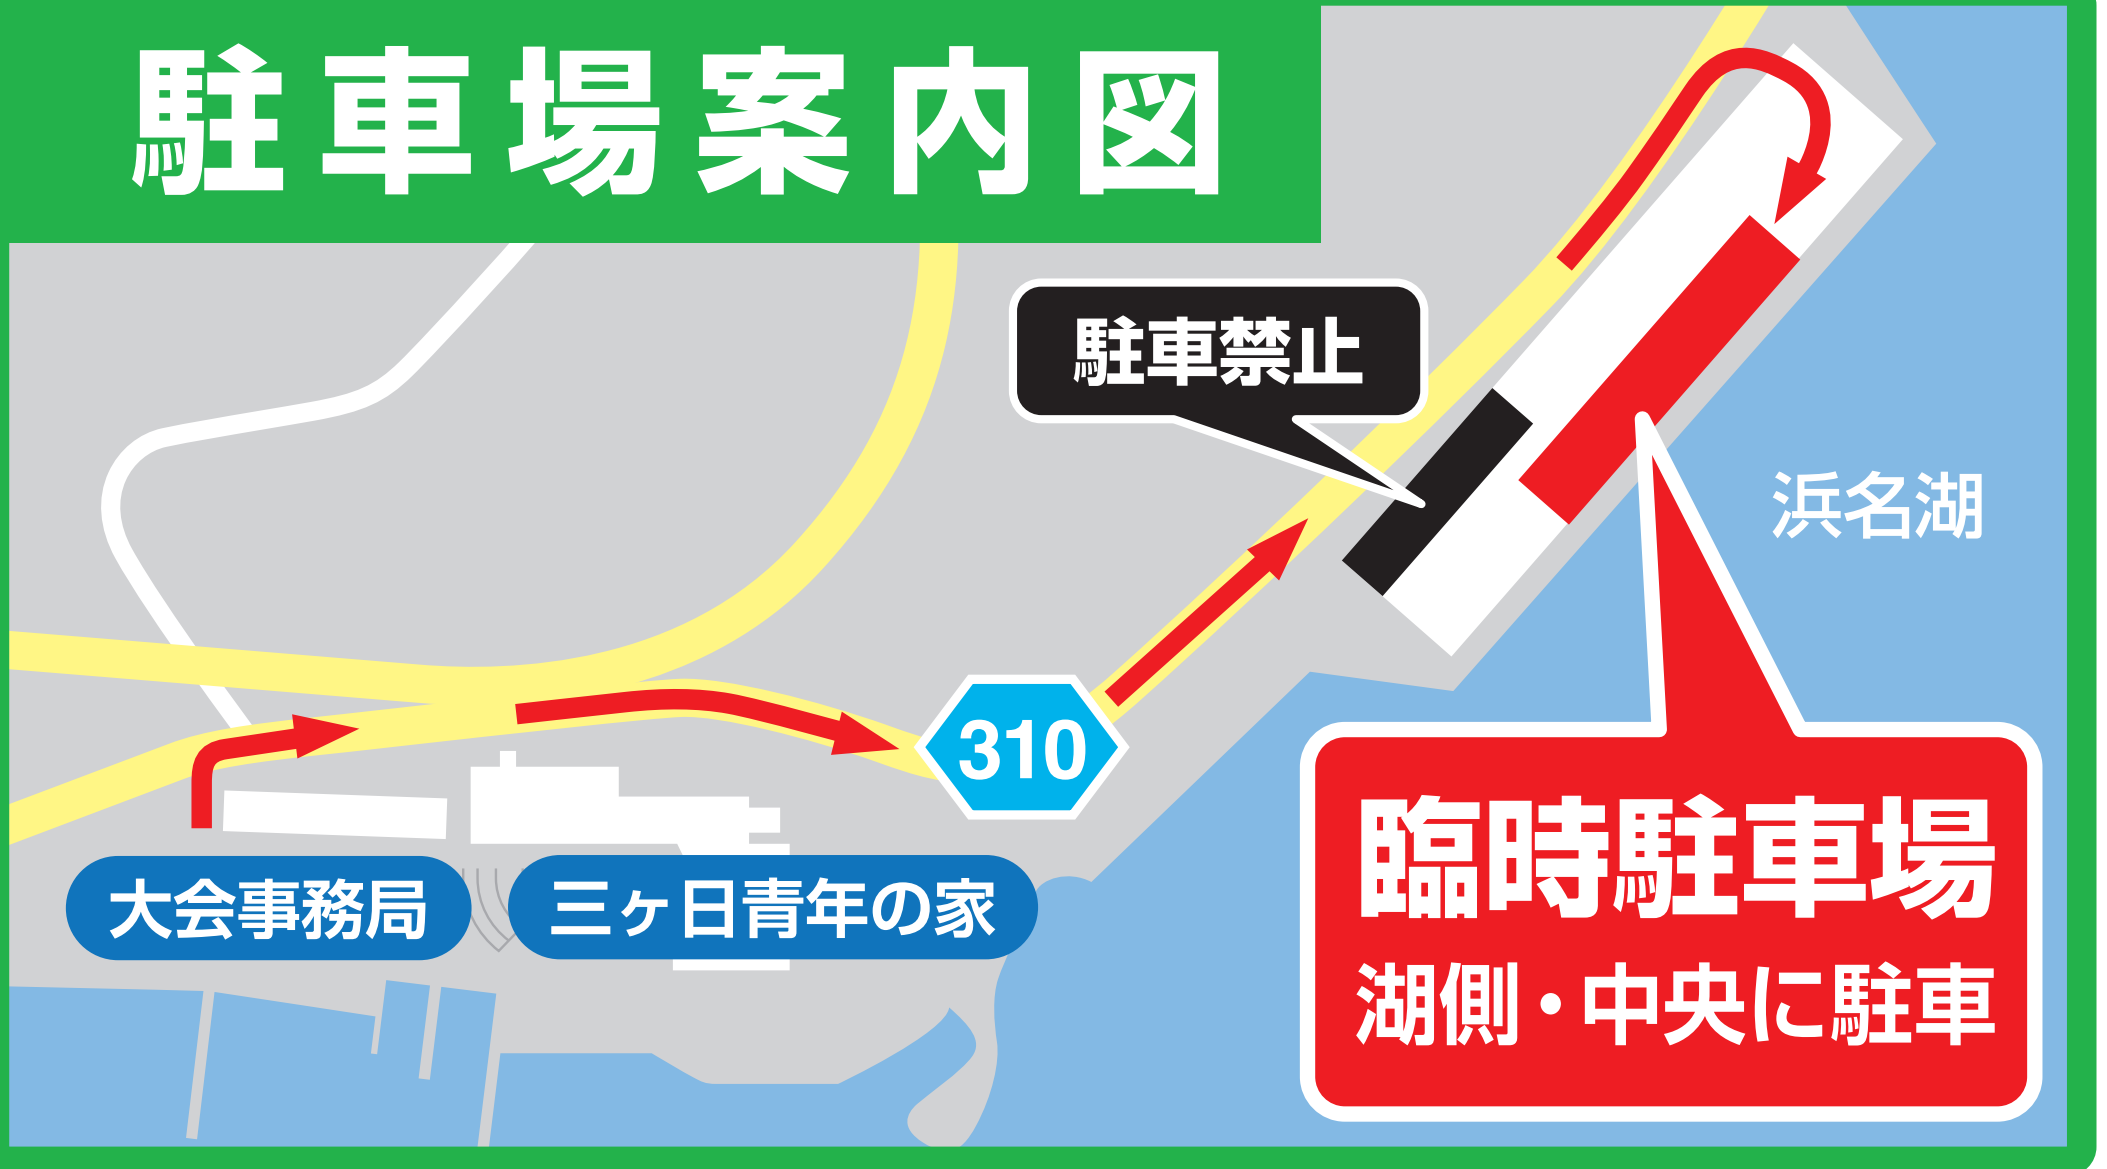 駐車場案内図
駐車禁止
浜名湖
310
臨時駐車場
湖側・中央に駐車
大会事務局
三ヶ日青年の家